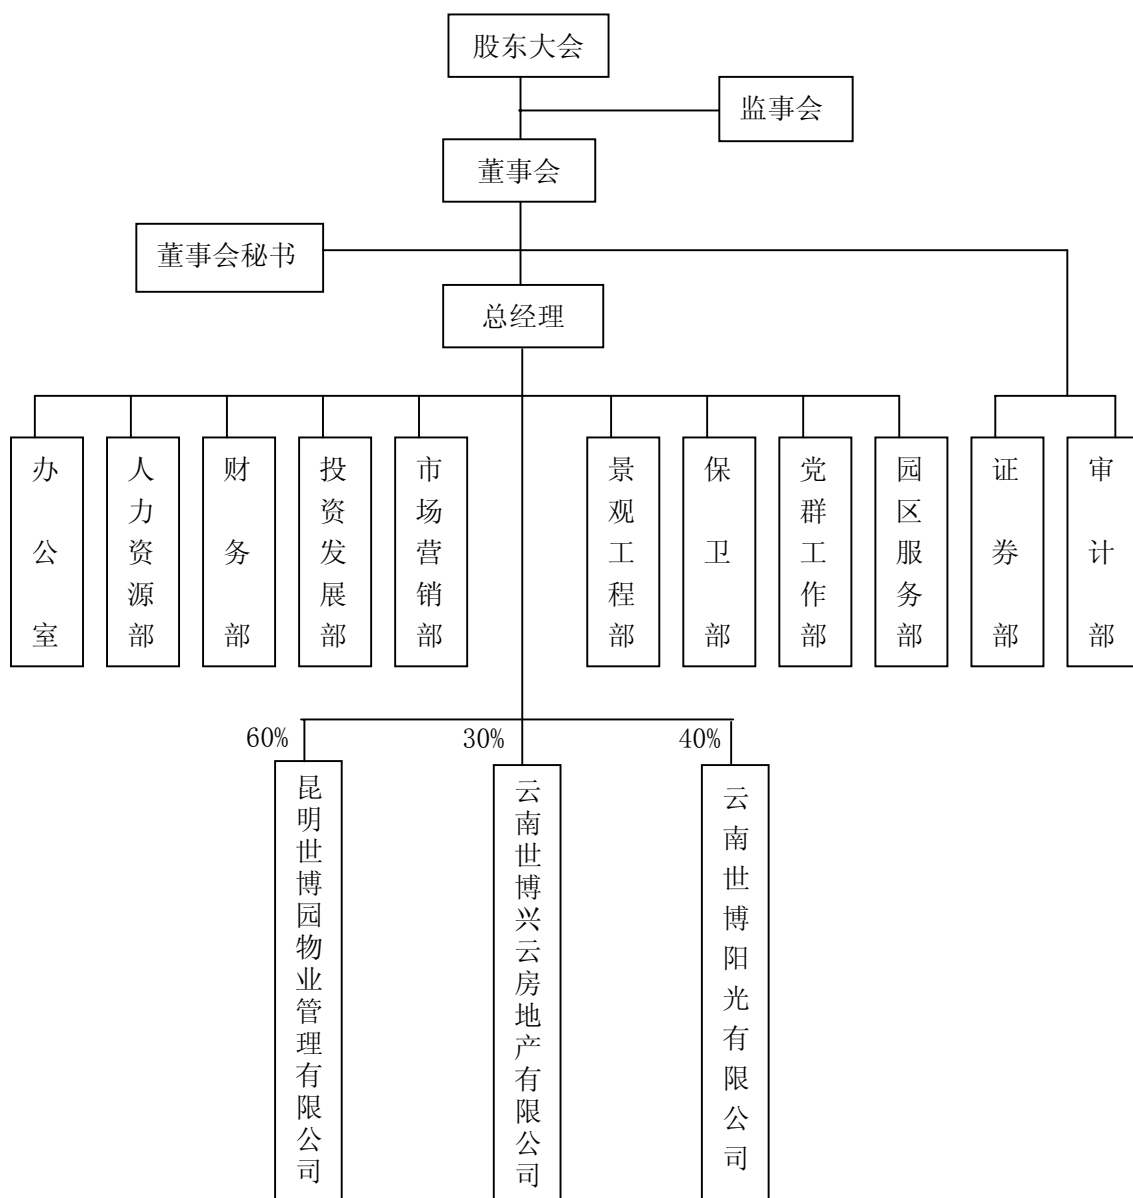 股东大会
监事会
董事会
董事会秘书
总经理
办公室
人力资源部
财务部
投资发展部
市场营销部
景观工程部
保卫部
党群工作部
园区服务部
证券部
审计部
60%
30%
40%
昆明世博园物业管理有限公司
云南世博兴云房地产有限公司
云南世博阳光有限公司